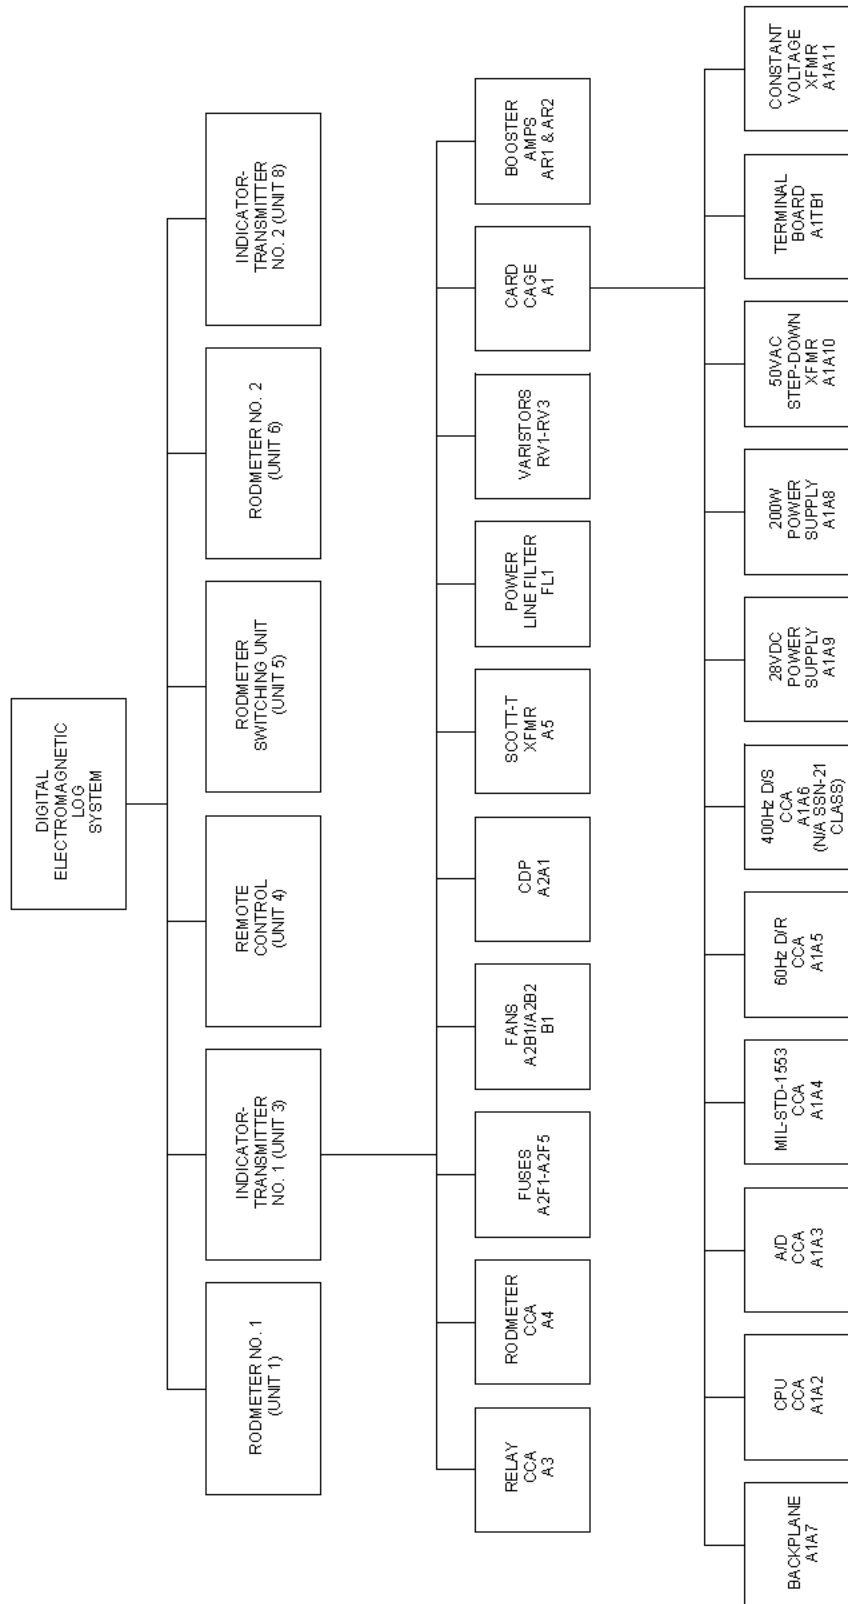 DIGITAL
ELECTROMAGNETIC
LOG
SYSTEM
RODMETER NO. 1
(UNIT 1)
INDICATOR-
TRANSMITTER
NO. 1 (UNIT 3)
REMOTE
CONTROL
(UNIT 4)
RODMETER
SWITCHING UNIT
(UNIT 5)
RODMETER NO. 2
(UNIT 6)
INDICATOR-
TRANSMITTER
NO. 2 (UNIT 8)
RELAY
CCA
A3
RODMETER
CCA
A4
FUSES
A2F1-A2F5
FANS
A2B1/A2B2
B1
CDP
A2A1
SCOTT-T
XFMR
A5
POWER
LINE FILTER
FL1
VARISTORS
RV1-RV3
CARD
CAGE
A1
BOOSTER
AMPS
AR1 & AR2
BACKPLANE
A1A7
CPU
CCA
A1A2
A/D
CCA
A1A3
MIL-STD-1553
CCA
A1A4
60Hz D/R
CCA
A1A5
400Hz D/S
CCA
A1A6
(N/A SSN-21
CLASS)
28VDC
POWER
SUPPLY
A1A9
200W
POWER
SUPPLY
A1A8
50VAC
STEP-DOWN
XFMR
A1A10
TERMINAL
BOARD
A1TB1
CONSTANT
VOLTAGE
XFMR
A1A11